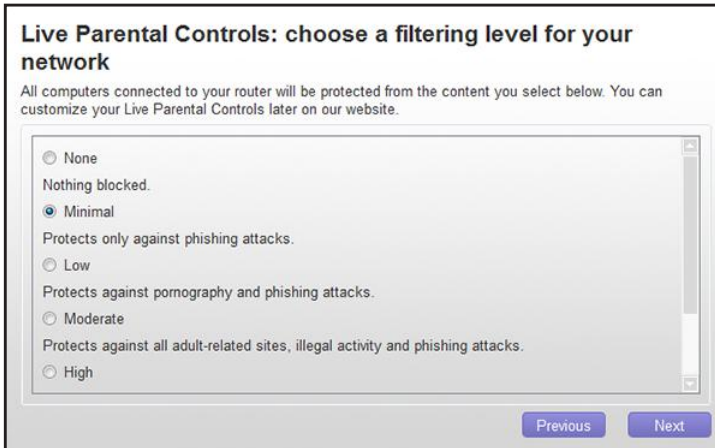 Live Parental Controls: choose a filtering level for your
network
All computers connected to your router will be protected from the content you select below. You can
customize your Live Parental Controls later on our website.
None
Nothing blocked.
Minimal
Protects only against phishing attacks.
Low
Protects against pornography and phishing attacks.
Moderate
Protects against all adult-related sites, illegal activity and phishing attacks.
High
Previous Next